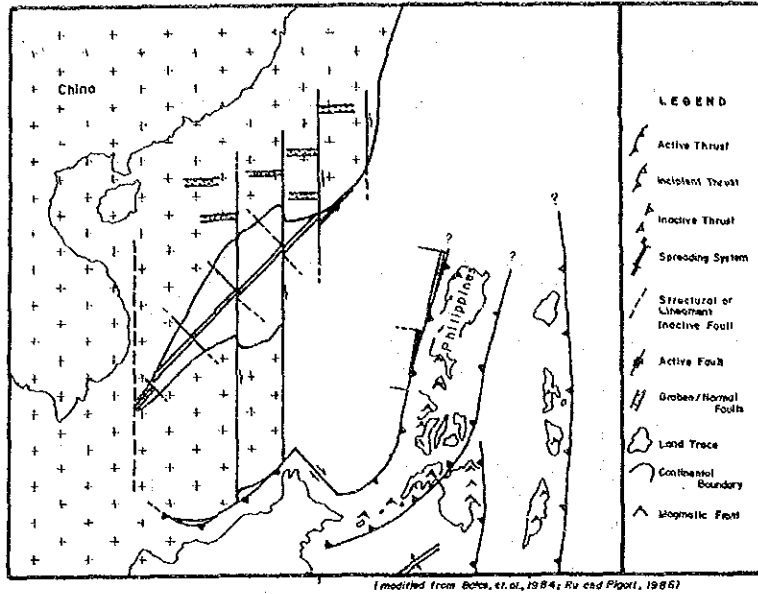 China
Philippines
?
?
?
LEGEND
Active Thrust
Incipient Thrust
Inactive Thrust
Spreading System
Structural or
Lineament
Inactive Fault
Active Fault
Graben/Normal
Faults
Land Trace
Continental
Boundary
Magmatic Front
(modified from et.al., 1984; Ru and Pigott, 1986)